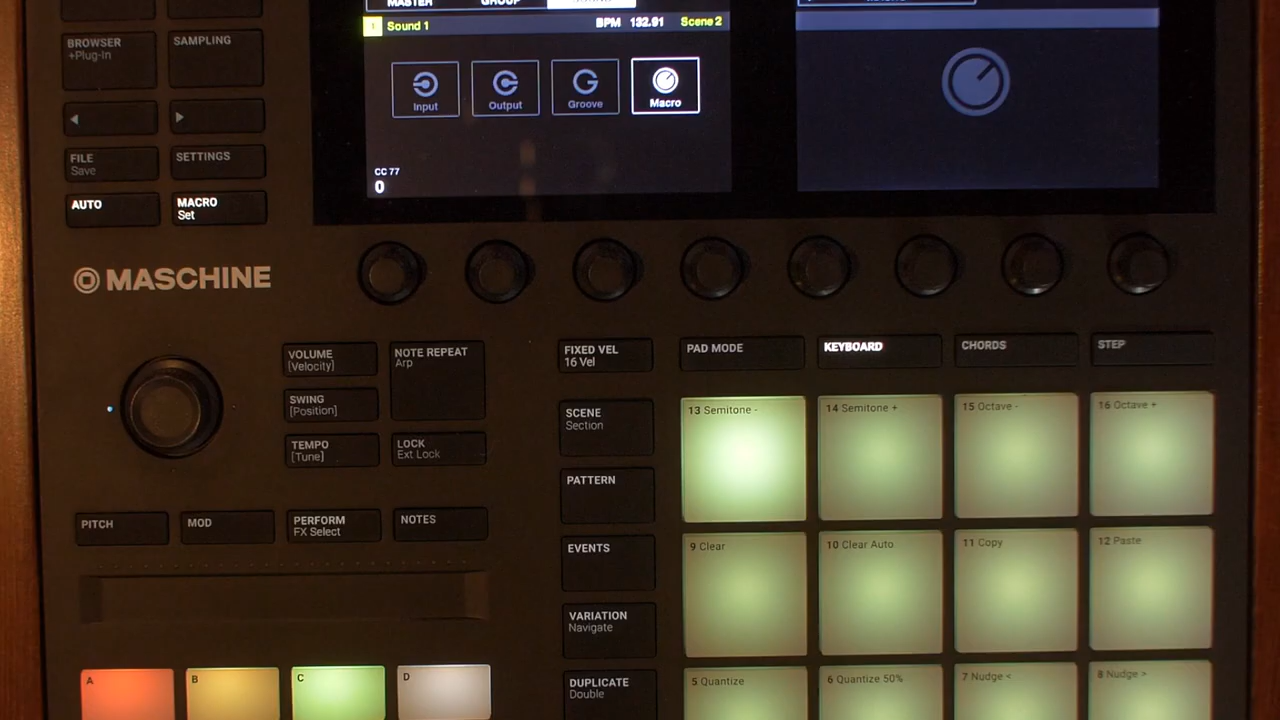 MASTER
GROUP
BROWSER
+Plug-In
SAMPLING
1
Sound 1
BPM 132.91
Scene 2
Input
Output
Groove
Macro
FILE
Save
SETTINGS
CC 77
0
AUTO
MACRO
Set
MASCHINE
VOLUME
[Velocity]
NOTE REPEAT
Arp
FIXED VEL
16 Vel
PAD MODE
KEYBOARD
CHORDS
STEP
SWING
[Position]
TEMPO
[Tune]
LOCK
Ext Lock
SCENE
Section
13 Semitone -
14 Semitone +
15 Octave -
16 Octave +
PATTERN
PITCH
MOD
PERFORM
FX Select
NOTES
EVENTS
9 Clear
10 Clear Auto
11 Copy
12 Paste
VARIATION
Navigate
DUPLICATE
Double
5 Quantize
6 Quantize 50%
7 Nudge <
8 Nudge >
A
B
C
D